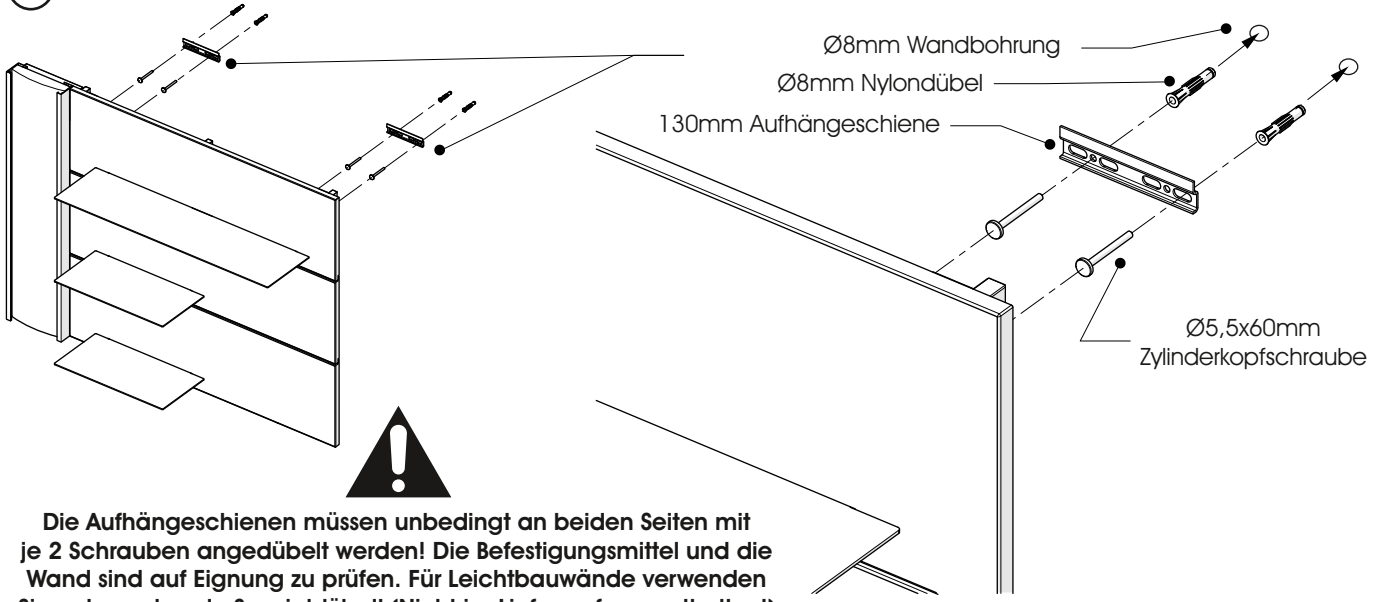 Ø8mm Wandbohrung
Ø8mm Nylondübel
130mm Aufhängeschiene
Ø5,5x60mm
Zylinderkopfschraube
Die Aufhängeschienen müssen unbedingt an beiden Seiten mit
je 2 Schrauben angedübelt werden! Die Befestigungsmittel und die
Wand sind auf Eignung zu prüfen. Für Leichtbauwände verwenden